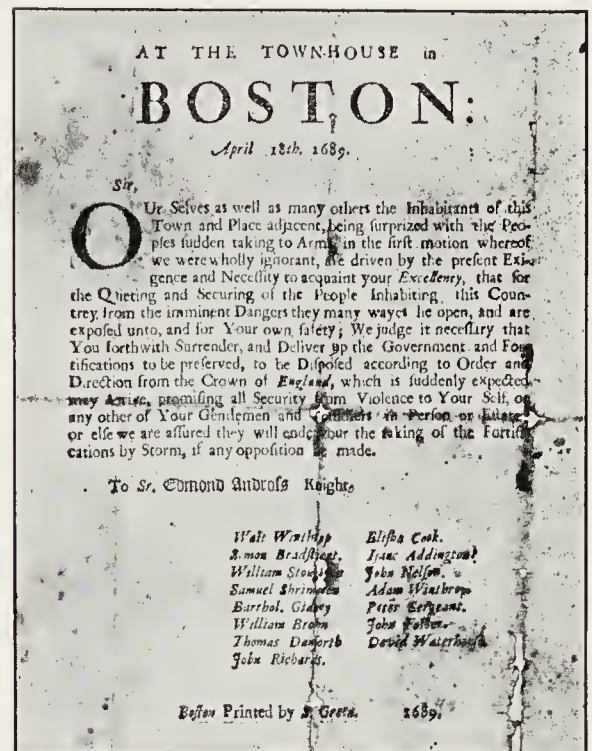 AT THE TOWN-HOUSE in
BOSTON:
April 18th. 1689.
Sir,
OUr Selves as well as many others the Inhabitants of this
Town and Place adjacent, being surprized with the Peo-
ples sudden taking to Arms, in the first motion whereof
we were wholly ignorant, are driven by the present Exi-
gence and Necessity to acquaint your Excellency, that for
the Quieting and Securing of the People Inhabiting this Coun-
trey from the imminent Dangers they many wayes lie open, and are
exposed unto, and for Your own safety; We judge it necessary that
You forthwith Surrender, and Deliver up the Government and For
tifications to be preserved, to be Disposed according to Order and
Direction from the Crown of England, which is suddenly expected
may Arrive, promising all Security from Violence to Your Self, or
any other of Your Gentlemen and Souldiers in Person or Estate:
or else we are assured they will endeavour the taking of the Fortifi
cations by Storm, if any opposition be made.
To Sr. Edmond Andross Knight,
Wait Winthrop Elisha Cook.
Simon Bradstreet. Isaac Addington
William Stoughton John Nelson.
Samuel Shrimpton Adam Winthrop
Barthol. Gidney Peter Sergeant.
William Brown John Foster.
Thomas Danforth David Waterhouse
John Richards.
Boston Printed by S. Green. 1689.